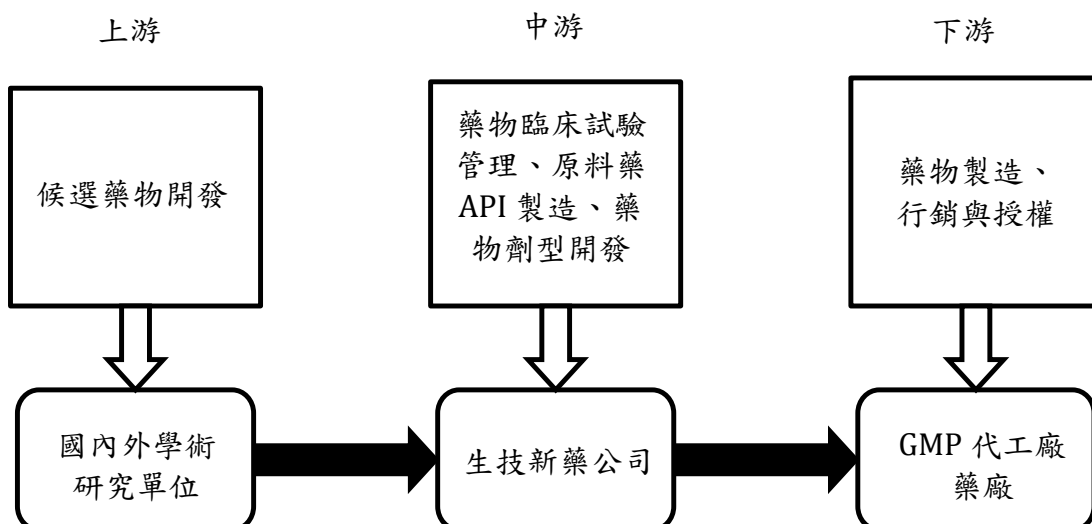 上游
中游
下游
候選藥物開發
藥物臨床試驗
管理、原料藥
API 製造、藥
物劑型開發
藥物製造、
行銷與授權
國內外學術
研究單位
生技新藥公司
GMP 代工廠
藥廠